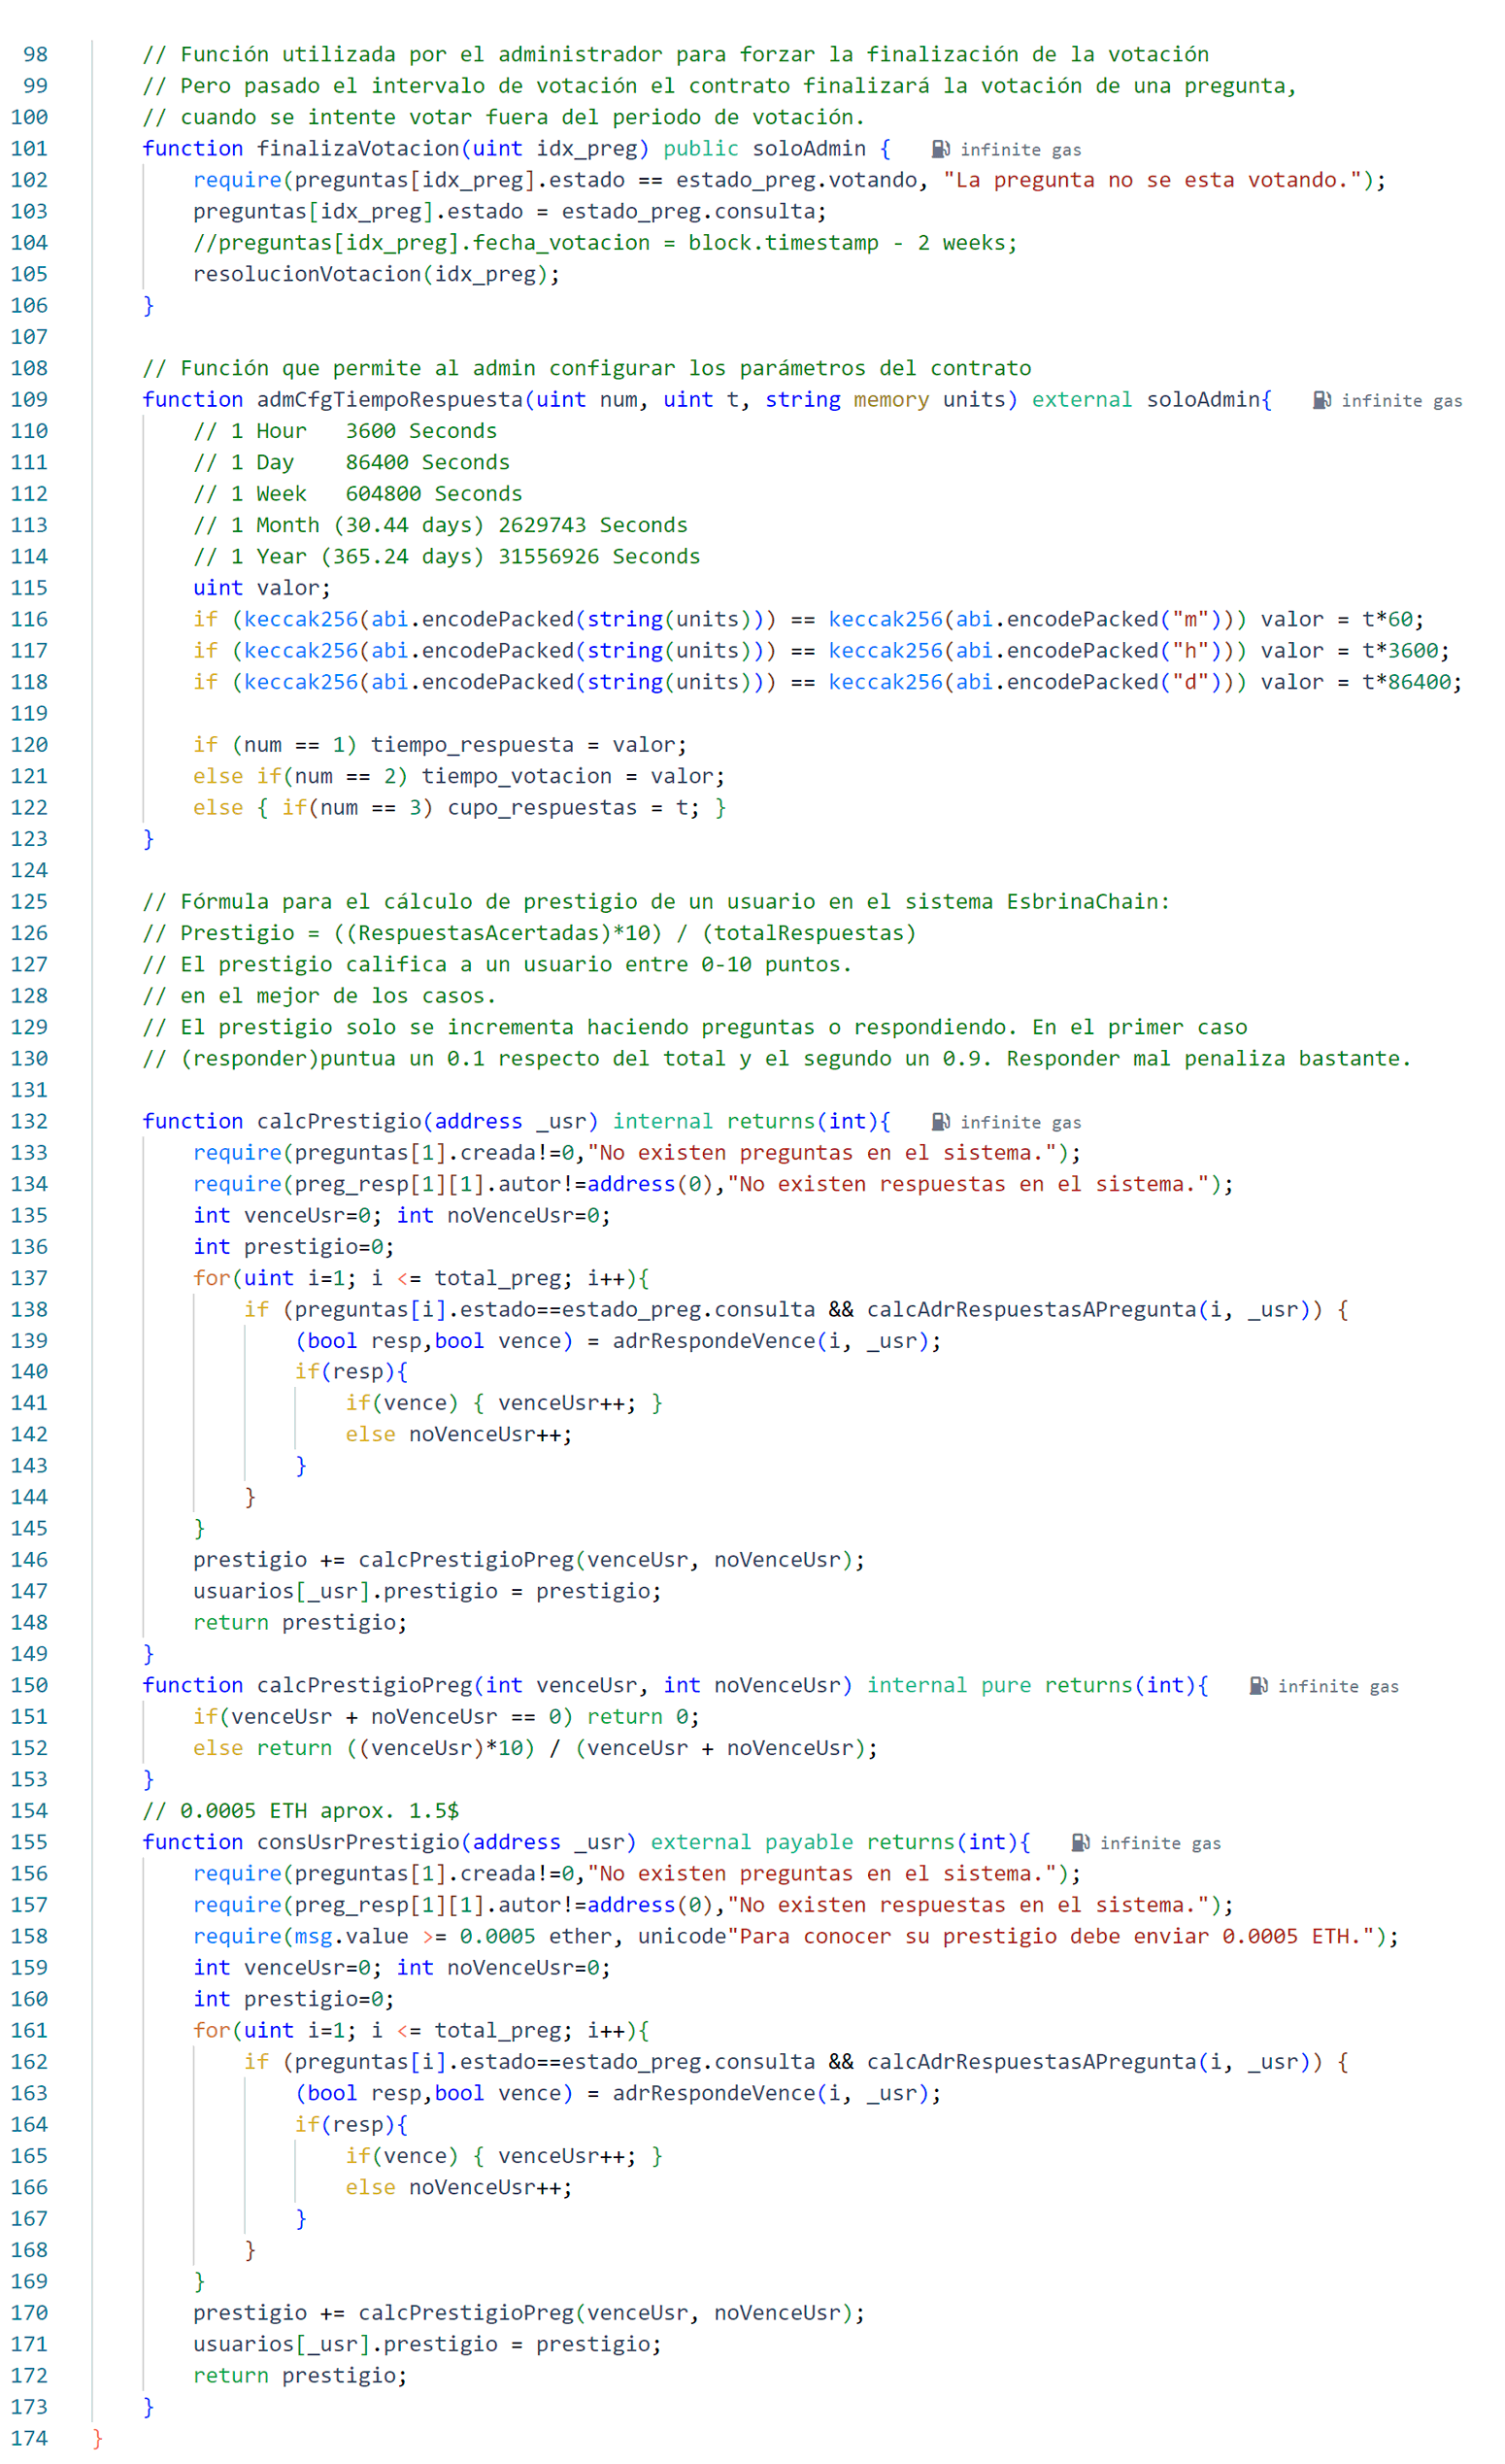 98 // Función utilizada por el administrador para forzar la finalización de la votación
99 // Pero pasado el intervalo de votación el contrato finalizará la votación de una pregunta,
100 // cuando se intente votar fuera del periodo de votación.
101 function finalizaVotacion(uint idx_preg) public soloAdmin { infinite gas
102 require(preguntas[idx_preg].estado == estado_preg.votando, "La pregunta no se esta votando.");
103 preguntas[idx_preg].estado = estado_preg.consulta;
104 //preguntas[idx_preg].fecha_votacion = block.timestamp - 2 weeks;
105 resolucionVotacion(idx_preg);
106 }
107
108 // Función que permite al admin configurar los parámetros del contrato
109 function admCfgTiempoRespuesta(uint num, uint t, string memory units) external soloAdmin{ infinite gas
110 // 1 Hour 3600 Seconds
111 // 1 Day 86400 Seconds
112 // 1 Week 604800 Seconds
113 // 1 Month (30.44 days) 2629743 Seconds
114 // 1 Year (365.24 days) 31556926 Seconds
115 uint valor;
116 if (keccak256(abi.encodePacked(string(units))) == keccak256(abi.encodePacked("m"))) valor = t*60;
117 if (keccak256(abi.encodePacked(string(units))) == keccak256(abi.encodePacked("h"))) valor = t*3600;
118 if (keccak256(abi.encodePacked(string(units))) == keccak256(abi.encodePacked("d"))) valor = t*86400;
119
120 if (num == 1) tiempo_respuesta = valor;
121 else if(num == 2) tiempo_votacion = valor;
122 else { if(num == 3) cupo_respuestas = t; }
123 }
124
125 // Fórmula para el cálculo de prestigio de un usuario en el sistema EsbrinaChain:
126 // Prestigio = ((RespuestasAcertadas)*10) / (totalRespuestas)
127 // El prestigio califica a un usuario entre 0-10 puntos.
128 // en el mejor de los casos.
129 // El prestigio solo se incrementa haciendo preguntas o respondiendo. En el primer caso
130 // (responder)puntua un 0.1 respecto del total y el segundo un 0.9. Responder mal penaliza bastante.
131
132 function calcPrestigio(address _usr) internal returns(int){ infinite gas
133 require(preguntas[1].creada!=0,"No existen preguntas en el sistema.");
134 require(preg_resp[1][1].autor!=address(0),"No existen respuestas en el sistema.");
135 int venceUsr=0; int noVenceUsr=0;
136 int prestigio=0;
137 for(uint i=1; i <= total_preg; i++){
138 if (preguntas[i].estado==estado_preg.consulta && calcAdrRespuestasAPregunta(i, _usr)) {
139 (bool resp,bool vence) = adrRespondeVence(i, _usr);
140 if(resp){
141 if(vence) { venceUsr++; }
142 else noVenceUsr++;
143 }
144 }
145 }
146 prestigio += calcPrestigioPreg(venceUsr, noVenceUsr);
147 usuarios[_usr].prestigio = prestigio;
148 return prestigio;
149 }
150 function calcPrestigioPreg(int venceUsr, int noVenceUsr) internal pure returns(int){ infinite gas
151 if(venceUsr + noVenceUsr == 0) return 0;
152 else return ((venceUsr)*10) / (venceUsr + noVenceUsr);
153 }
154 // 0.0005 ETH aprox. 1.5$
155 function consUsrPrestigio(address _usr) external payable returns(int){ infinite gas
156 require(preguntas[1].creada!=0,"No existen preguntas en el sistema.");
157 require(preg_resp[1][1].autor!=address(0),"No existen respuestas en el sistema.");
158 require(msg.value >= 0.0005 ether, unicode"Para conocer su prestigio debe enviar 0.0005 ETH.");
159 int venceUsr=0; int noVenceUsr=0;
160 int prestigio=0;
161 for(uint i=1; i <= total_preg; i++){
162 if (preguntas[i].estado==estado_preg.consulta && calcAdrRespuestasAPregunta(i, _usr)) {
163 (bool resp,bool vence) = adrRespondeVence(i, _usr);
164 if(resp){
165 if(vence) { venceUsr++; }
166 else noVenceUsr++;
167 }
168 }
169 }
170 prestigio += calcPrestigioPreg(venceUsr, noVenceUsr);
171 usuarios[_usr].prestigio = prestigio;
172 return prestigio;
173 }
174 }